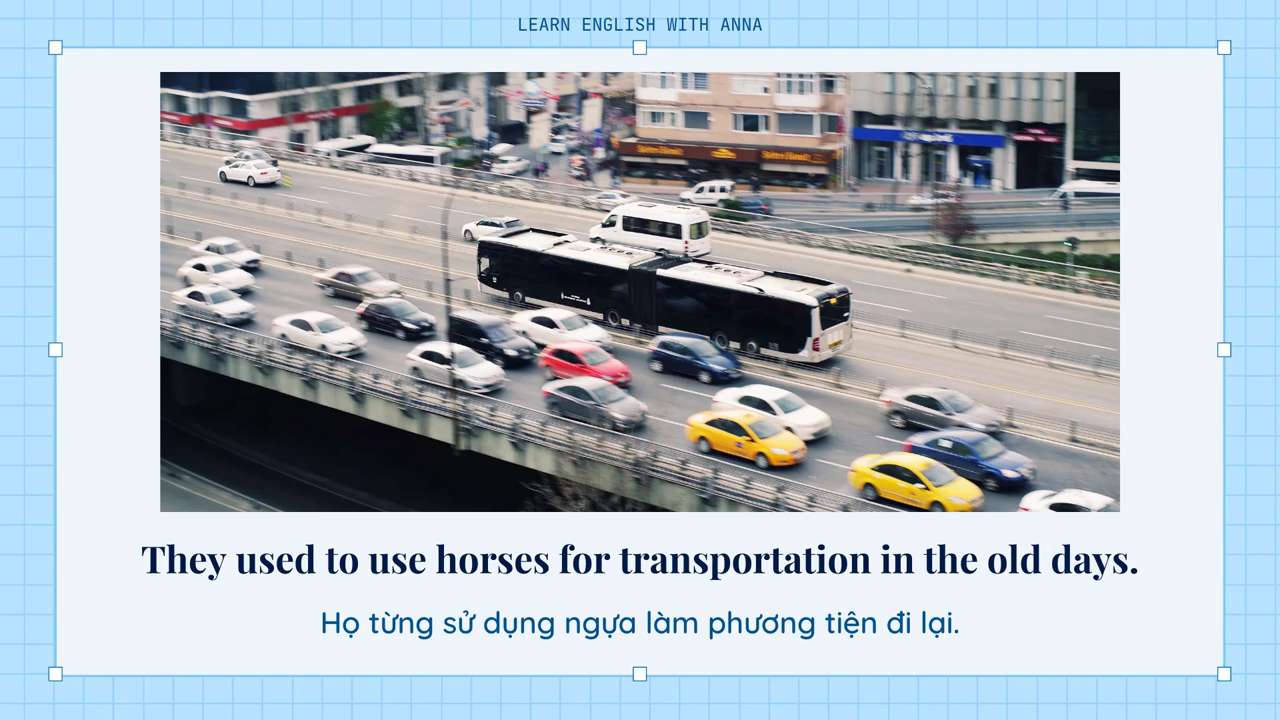 LEARN ENGLISH WITH ANNA
They used to use horses for transportation in the old days.
Họ từng sử dụng ngựa làm phương tiện đi lại.